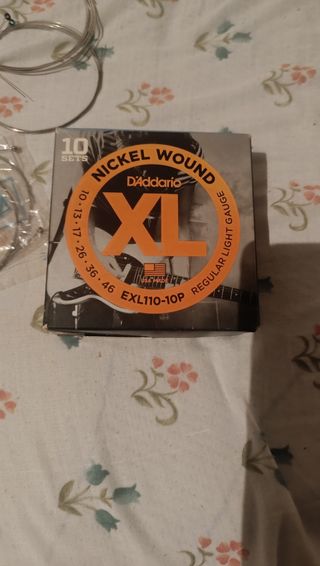 10
SETS
NICKEL WOUND
D'Addario
XL
10·13·17·26·36·46
EXL110-10P
REGULAR LIGHT GAUGE